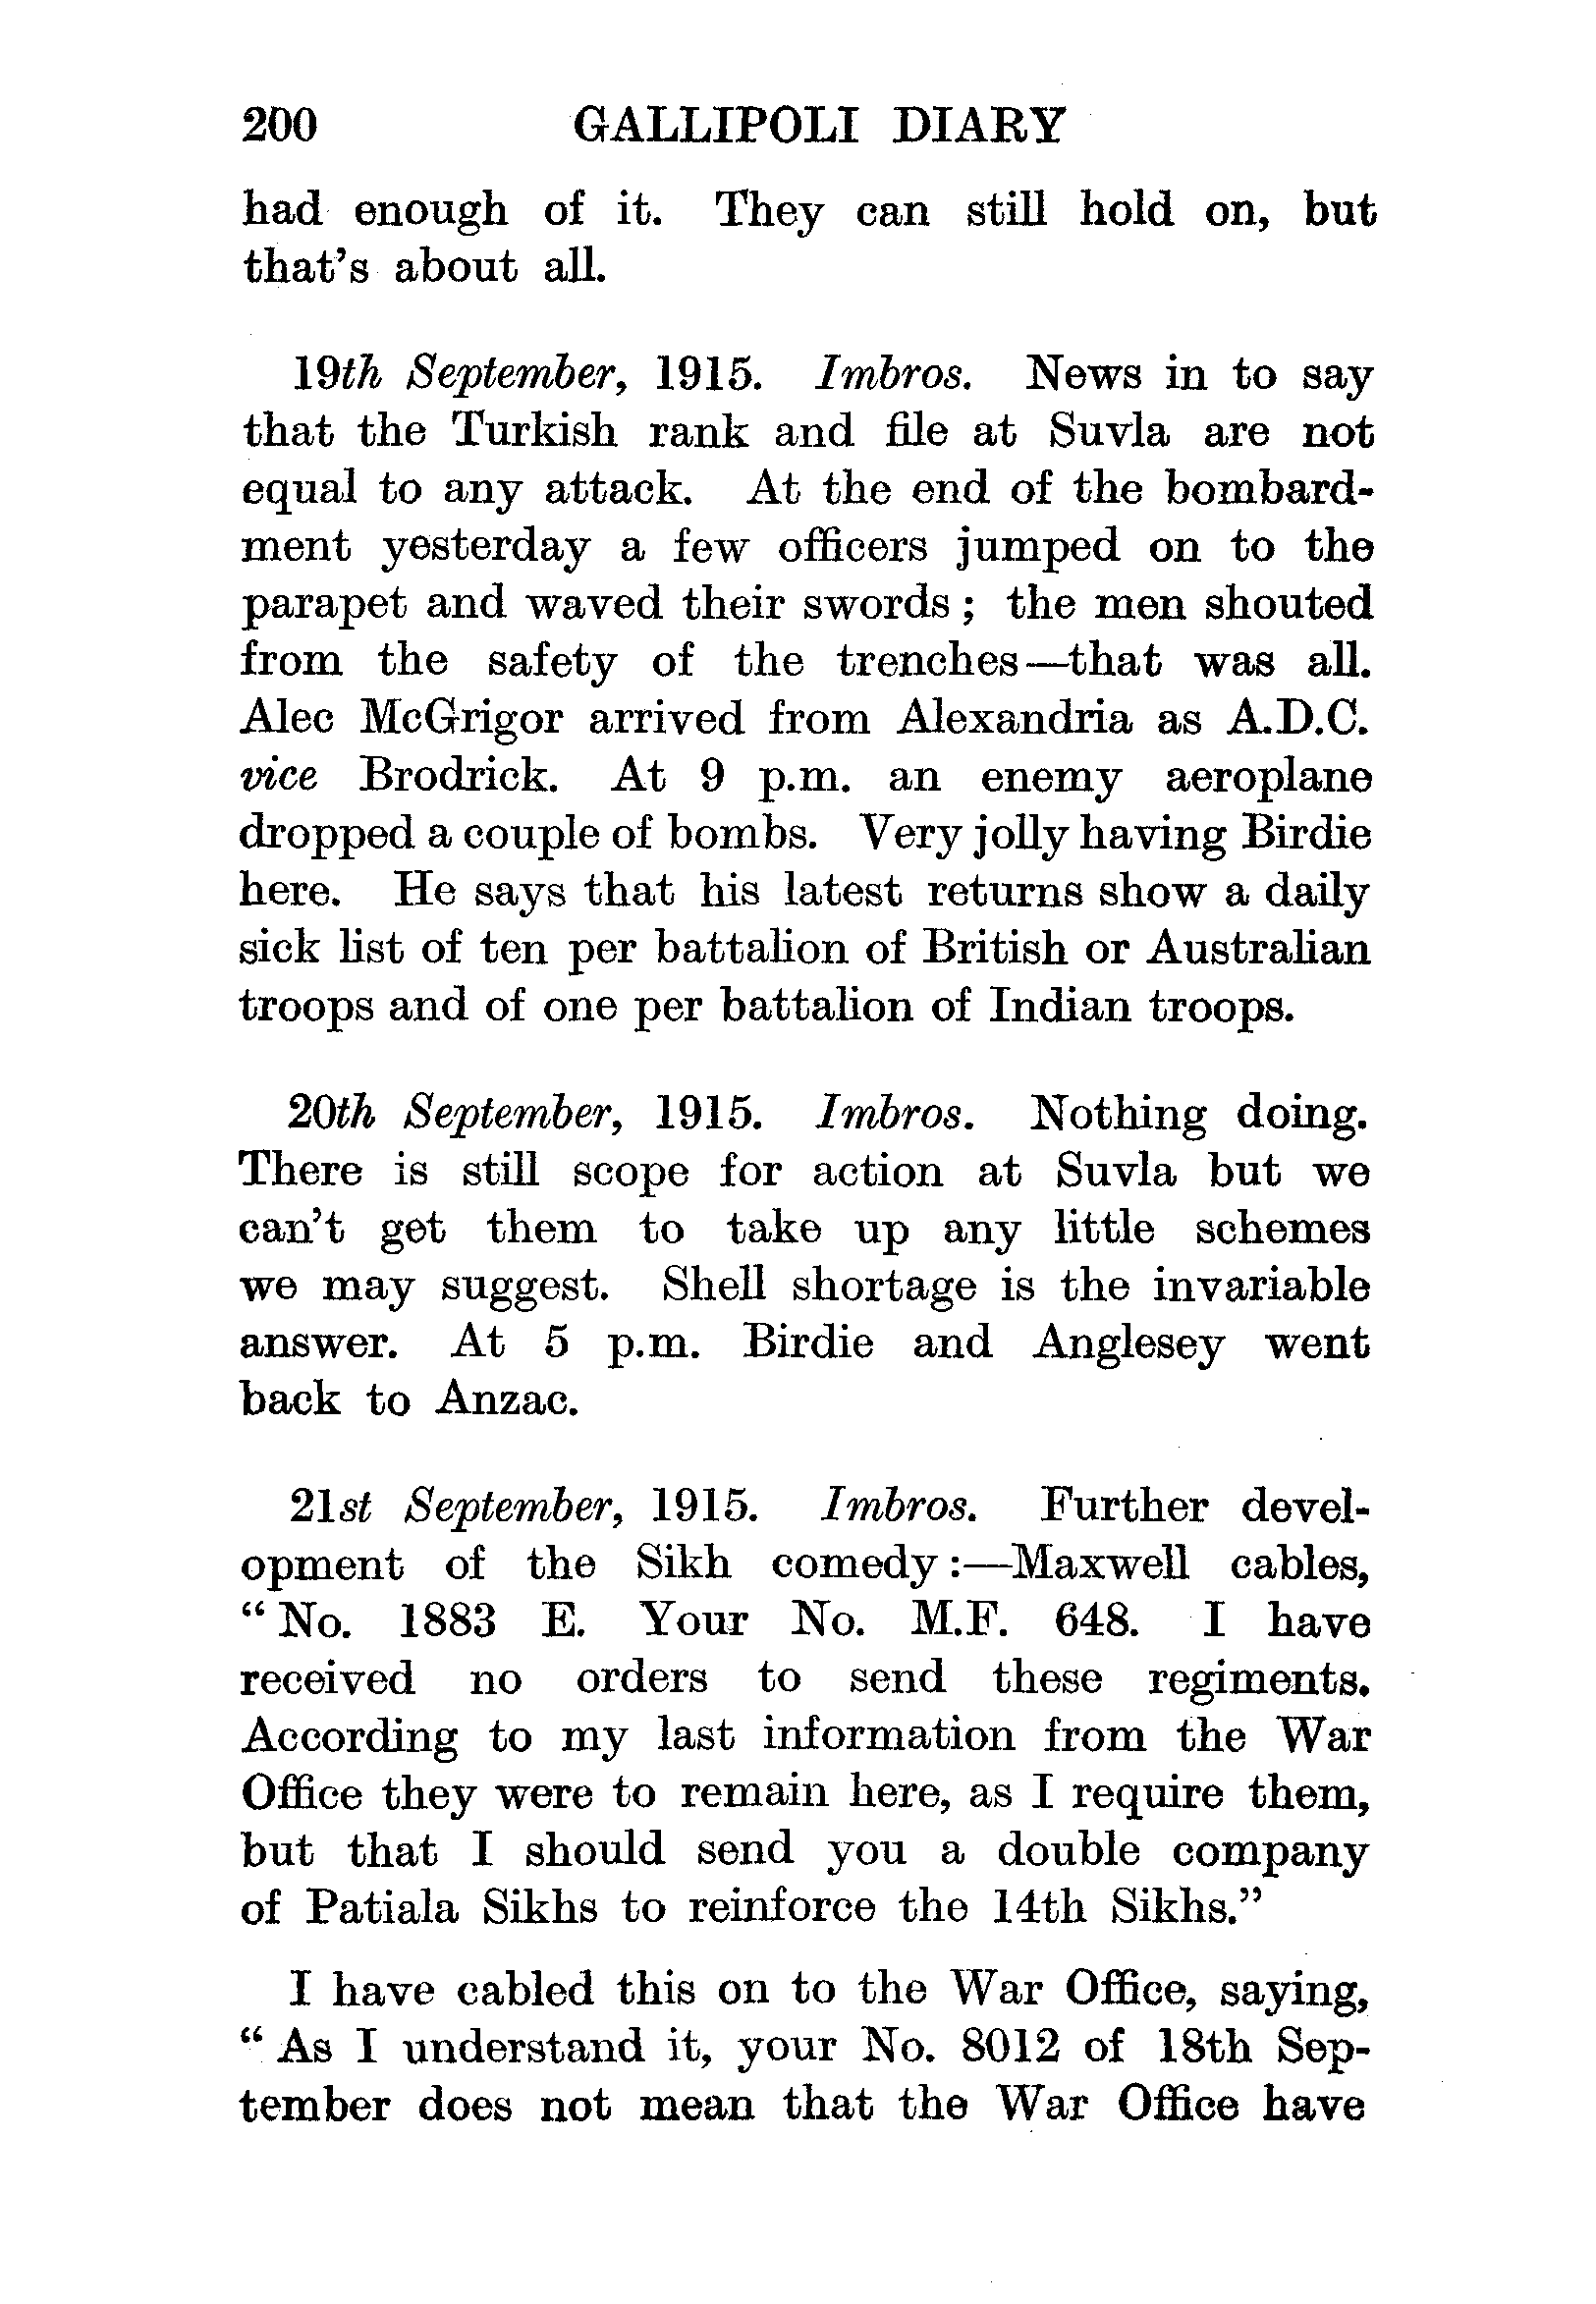 200 GALLIPOLI DIARY
had enough of it. They can still hold on, but
that's about all.
19th September, 1915. Imbros. News in to say
that the Turkish rank and file at Suvla are not
equal to any attack. At the end of the bombard-
ment yesterday a few officers jumped on to the
parapet and waved their swords; the men shouted
from the safety of the trenches—that was all.
Alec McGrigor arrived from Alexandria as A.D.C.
vice Brodrick. At 9 p.m. an enemy aeroplane
dropped a couple of bombs. Very jolly having Birdie
here. He says that his latest returns show a daily
sick list of ten per battalion of British or Australian
troops and of one per battalion of Indian troops.
20th September, 1915. Imbros. Nothing doing.
There is still scope for action at Suvla but we
can't get them to take up any little schemes
we may suggest. Shell shortage is the invariable
answer. At 5 p.m. Birdie and Anglesey went
back to Anzac.
21st September, 1915. Imbros. Further devel-
opment of the Sikh comedy:—Maxwell cables,
"No. 1883 E. Your No. M.F. 648. I have
received no orders to send these regiments.
According to my last information from the War
Office they were to remain here, as I require them,
but that I should send you a double company
of Patiala Sikhs to reinforce the 14th Sikhs."
I have cabled this on to the War Office, saying,
"As I understand it, your No. 8012 of 18th Sep-
tember does not mean that the War Office have